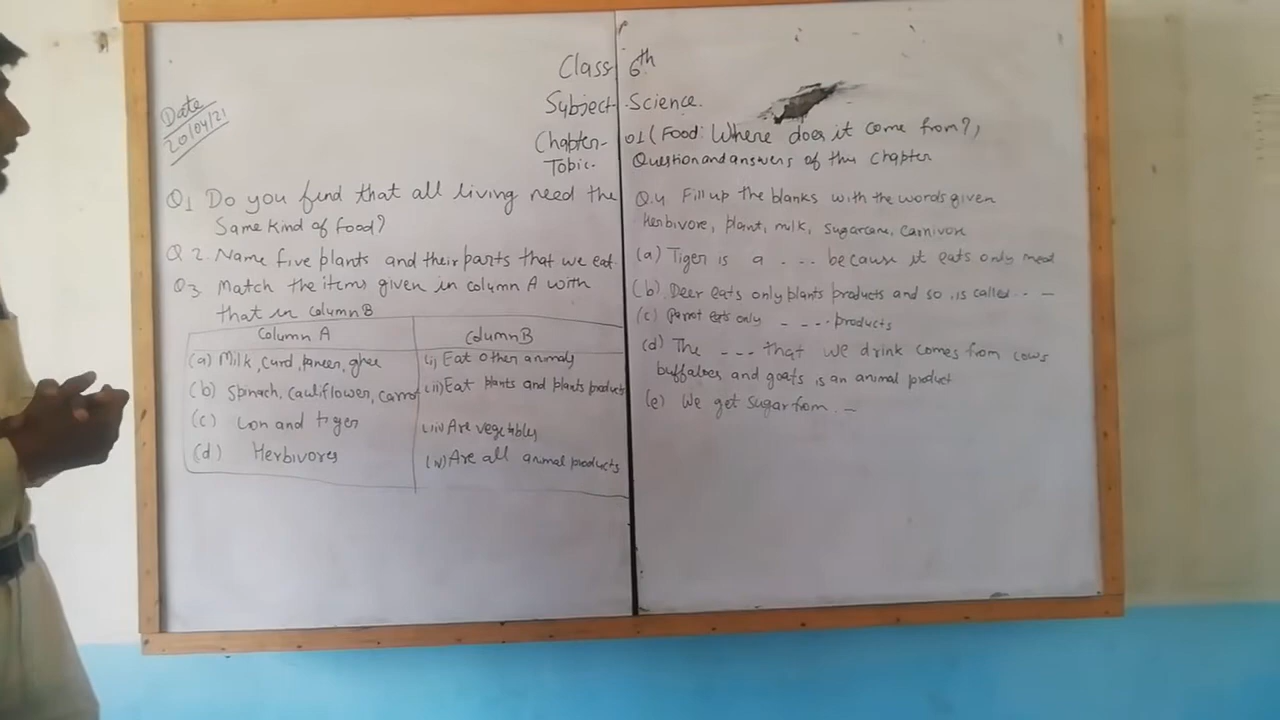 Date
20/04/21
Class 6th
Subject- Science.
Chapter- 01 (Food: Where does it come from?)
Topic- Question and answers of this chapter
Q1 Do you find that all living need the
Same kind of food?
Q 2. Name five plants and their parts that we eat.
Q3 Match the items given in column A with
that in column B
Column A
Column B
(a) Milk, curd, paneer, ghee
(i) Eat other animals
(b) Spinach, cauliflower, carrot
(ii) Eat plants and plants products
(c) Lion and tiger
(iii) Are vegetables
(d) Herbivores
(iv) Are all animal products
Q.4 Fill up the blanks with the words given
Herbivore, plant, milk, sugarcane, carnivore
(a) Tiger is a - - - because it eats only meat
(b). Deer eats only plants products and so, is called - - -
(c) Parrot eats only - - - - products
(d) The - - - that we drink comes from cows
buffaloes and goats is an animal product
(e) We get sugar from. - -